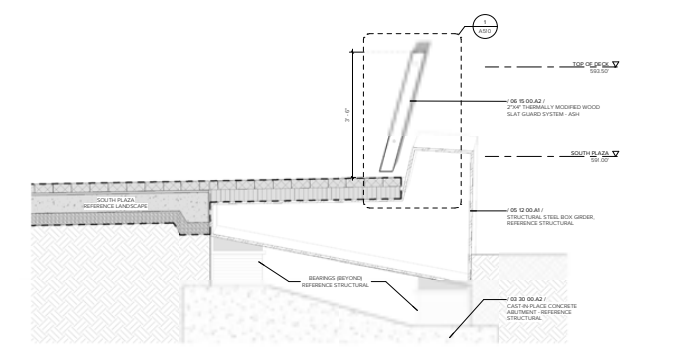 1
A510
TOP OF DECK
593.50'
3' - 6"
/ 06 15 00.A2 /
2"X4" THERMALLY MODIFIED WOOD
SLAT GUARD SYSTEM - ASH
SOUTH PLAZA
591.00'
SOUTH PLAZA
REFERENCE LANDSCAPE
/ 05 12 00.A1 /
STRUCTURAL STEEL BOX GIRDER,
REFERENCE STRUCTURAL
BEARINGS (BEYOND)
REFERENCE STRUCTURAL
/ 03 30 00.A2 /
CAST-IN-PLACE CONCRETE
ABUTMENT - REFERENCE
STRUCTURAL